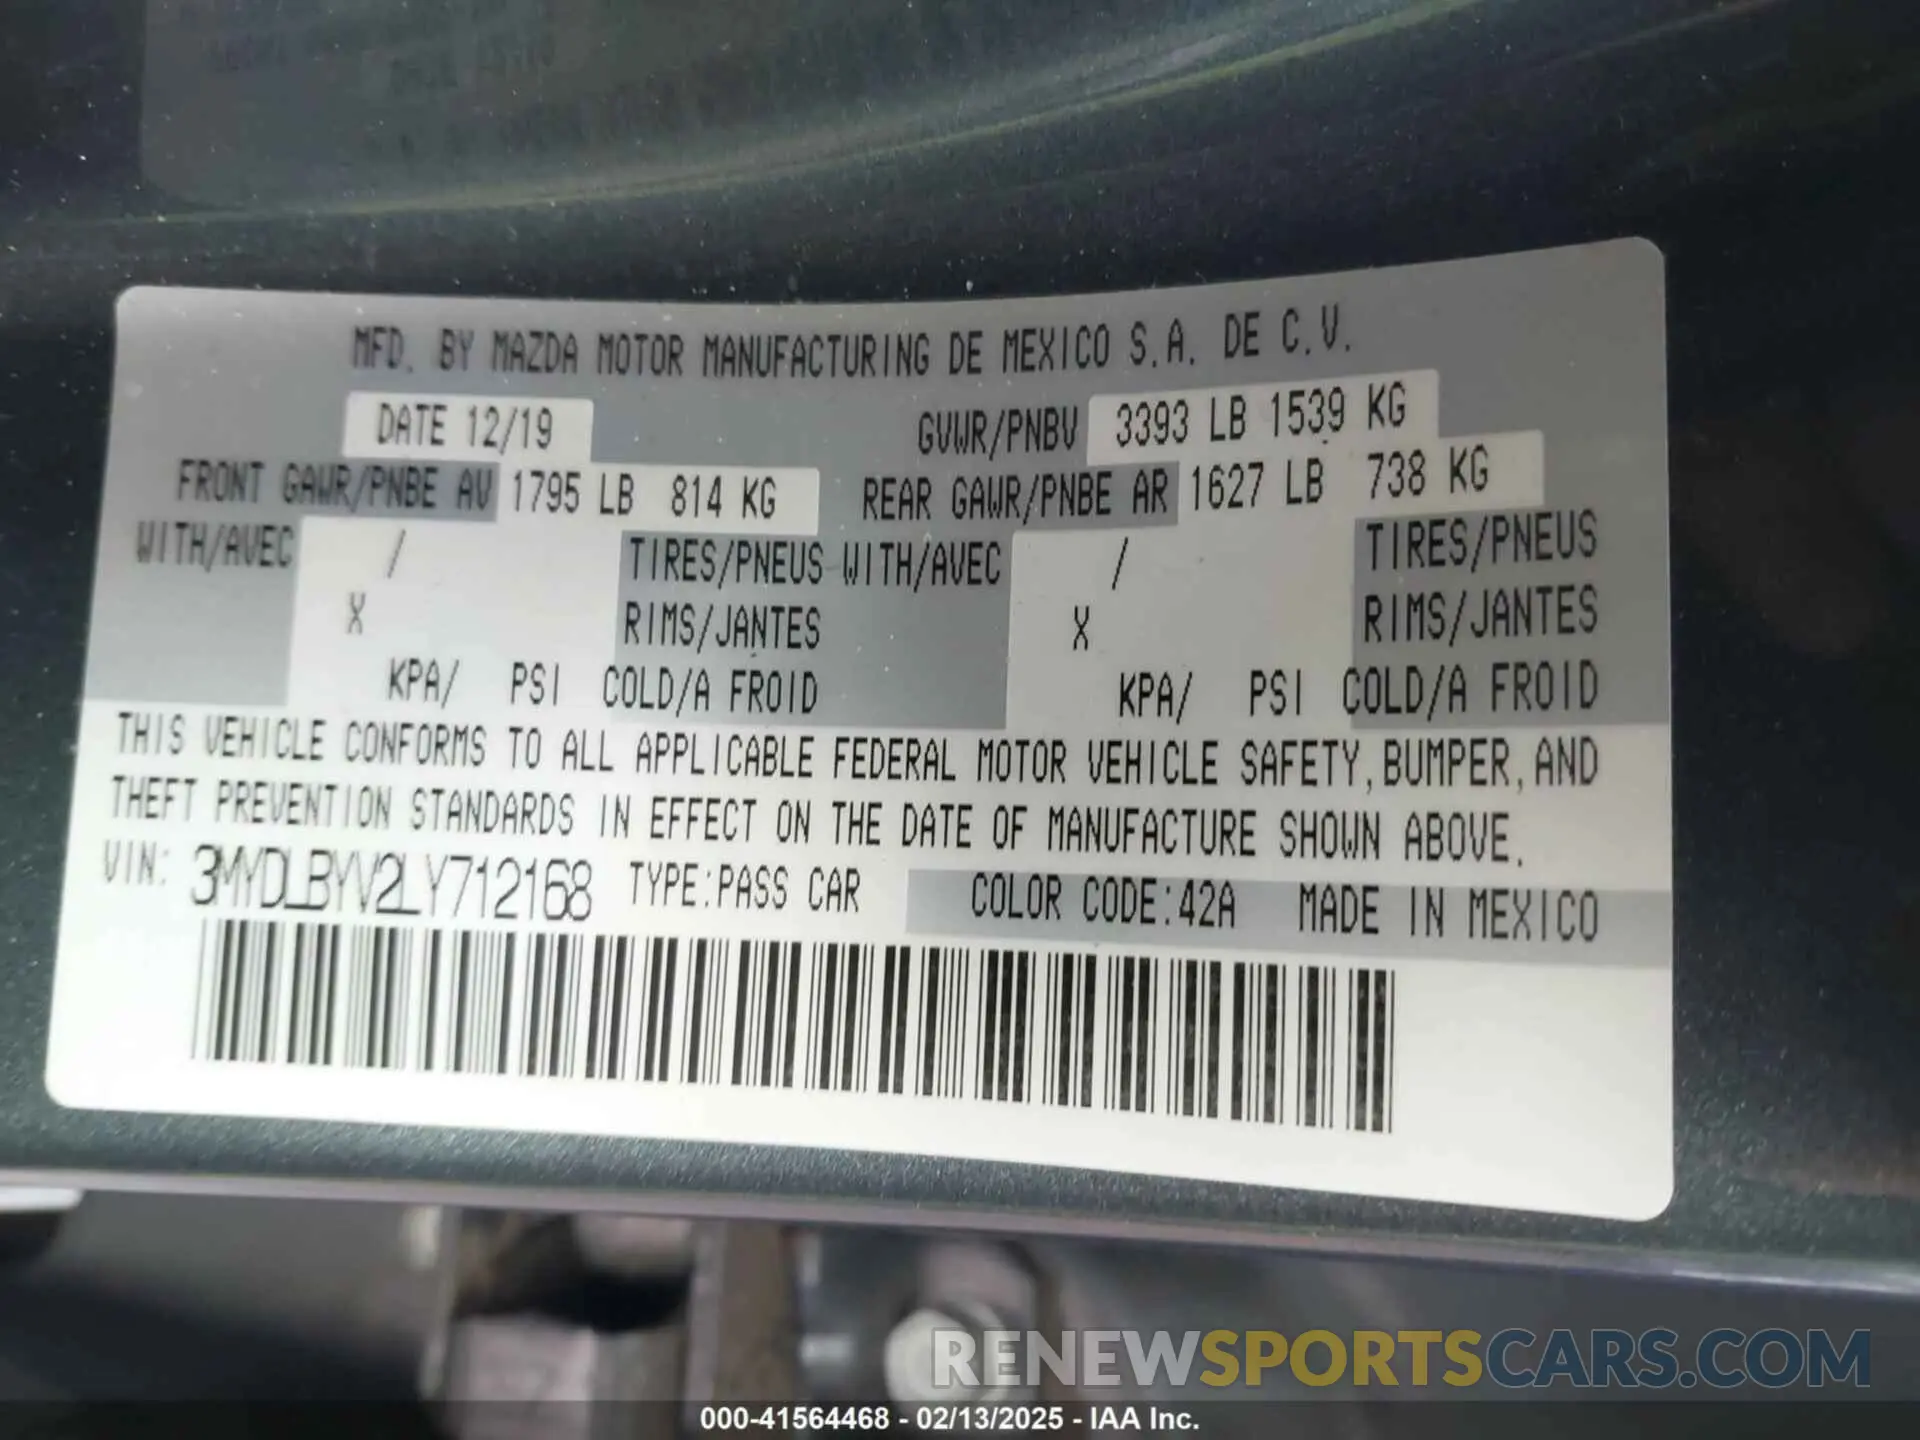 MFD. BY MAZDA MOTOR MANUFACTURING DE MEXICO S.A. DE C.V.
DATE 12/19 GVWR/PNBV 3393 LB 1539 KG
FRONT GAWR/PNBE AV 1795 LB 814 KG REAR GAWR/PNBE AR 1627 LB 738 KG
WITH/AVEC / TIRES/PNEUS WITH/AVEC / TIRES/PNEUS
X RIMS/JANTES X RIMS/JANTES
KPA/ PSI COLD/A FROID KPA/ PSI COLD/A FROID
THIS VEHICLE CONFORMS TO ALL APPLICABLE FEDERAL MOTOR VEHICLE SAFETY, BUMPER, AND
THEFT PREVENTION STANDARDS IN EFFECT ON THE DATE OF MANUFACTURE SHOWN ABOVE.
VIN: 3MYDLBYV2LY712168 TYPE:PASS CAR COLOR CODE:42A MADE IN MEXICO
RENEWSPORTSCARS.COM
000-41564468 - 02/13/2025 - IAA Inc.